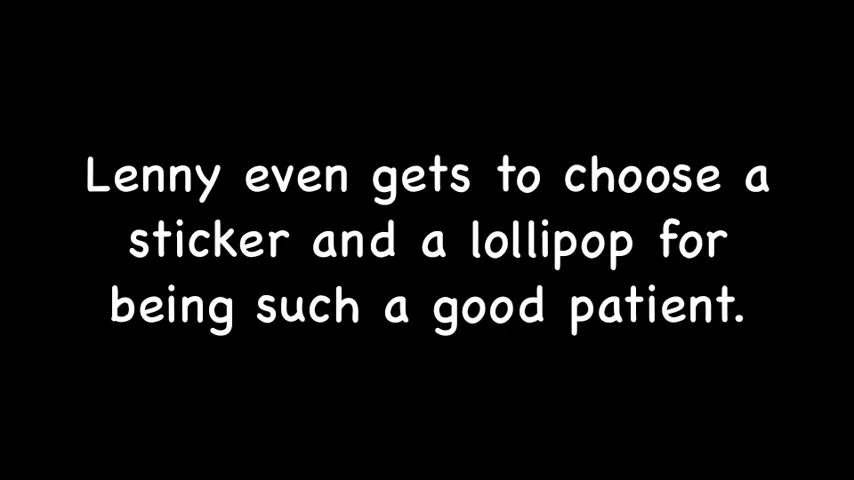 Lenny even gets to choose a
sticker and a lollipop for
being such a good patient.